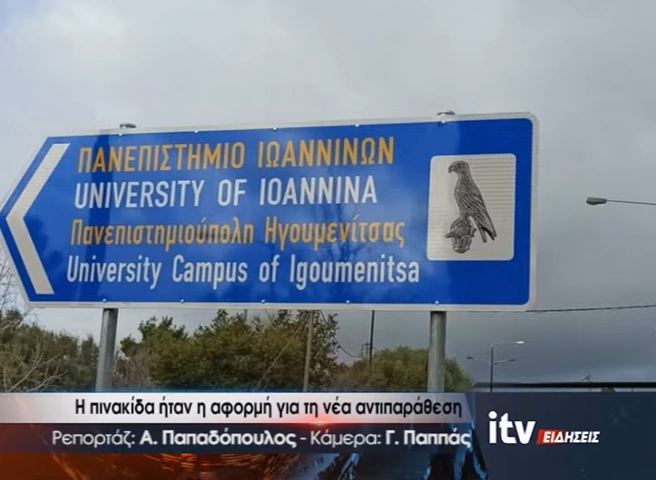 ΠΑΝΕΠΙΣΤΗΜΙΟ ΙΩΑΝΝΙΝΩΝ
UNIVERSITY OF IOANNINA
Πανεπιστημιούπολη Ηγουμενίτσας
University Campus of Igoumenitsa
Η πινακίδα ήταν η αφορμή για τη νέα αντιπαράθεση
Ρεπορτάζ: Α. Παπαδόπουλος - Κάμερα: Γ. Παππάς
itv ΕΙΔΗΣΕΙΣ